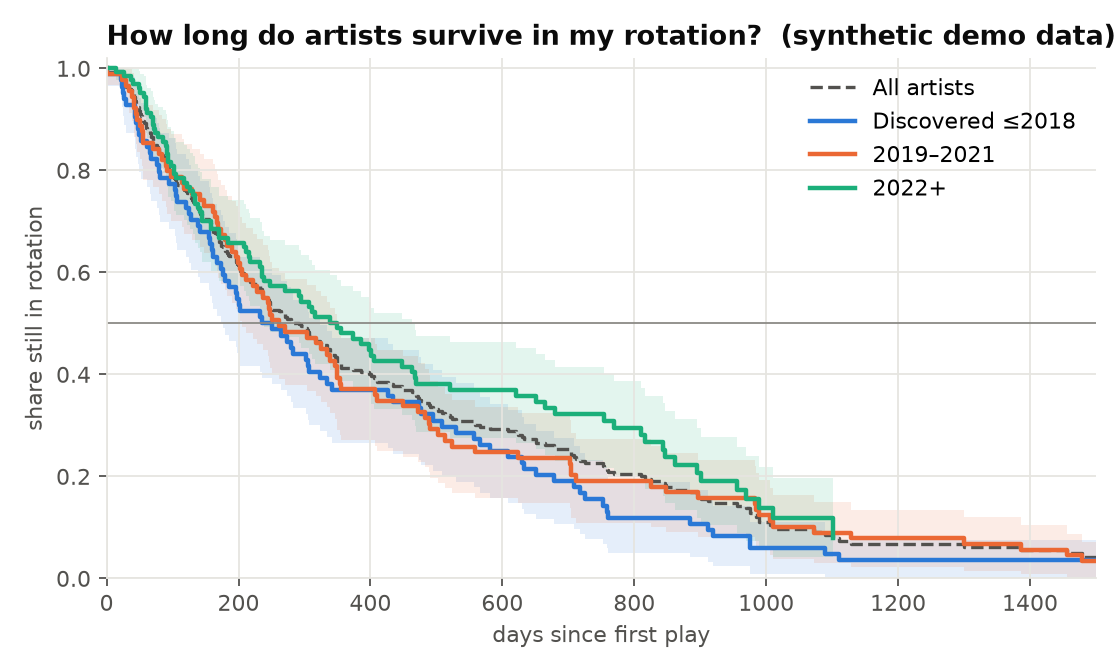 How long do artists survive in my rotation?  (synthetic demo data)
All artists
Discovered ≤2018
2019–2021
2022+
share still in rotation
1.0
0.8
0.6
0.4
0.2
0.0
0 200 400 600 800 1000 1200 1400
days since first play